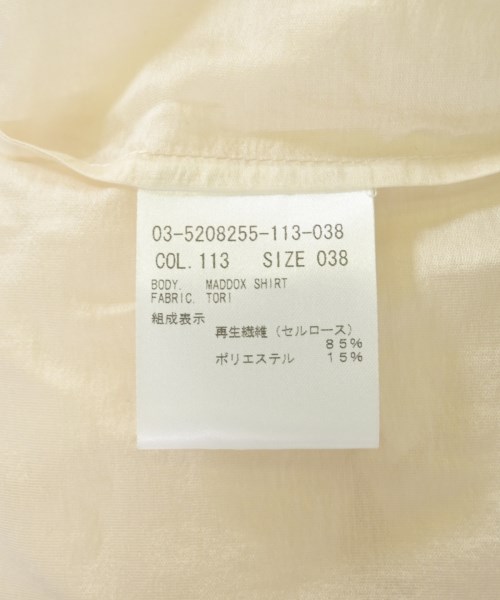 03-5208255-113-038
COL.113 SIZE 038
BODY. MADDOX SHIRT
FABRIC. TORI
組成表示
再生繊維（セルロース）
８５％
ポリエステル １５％